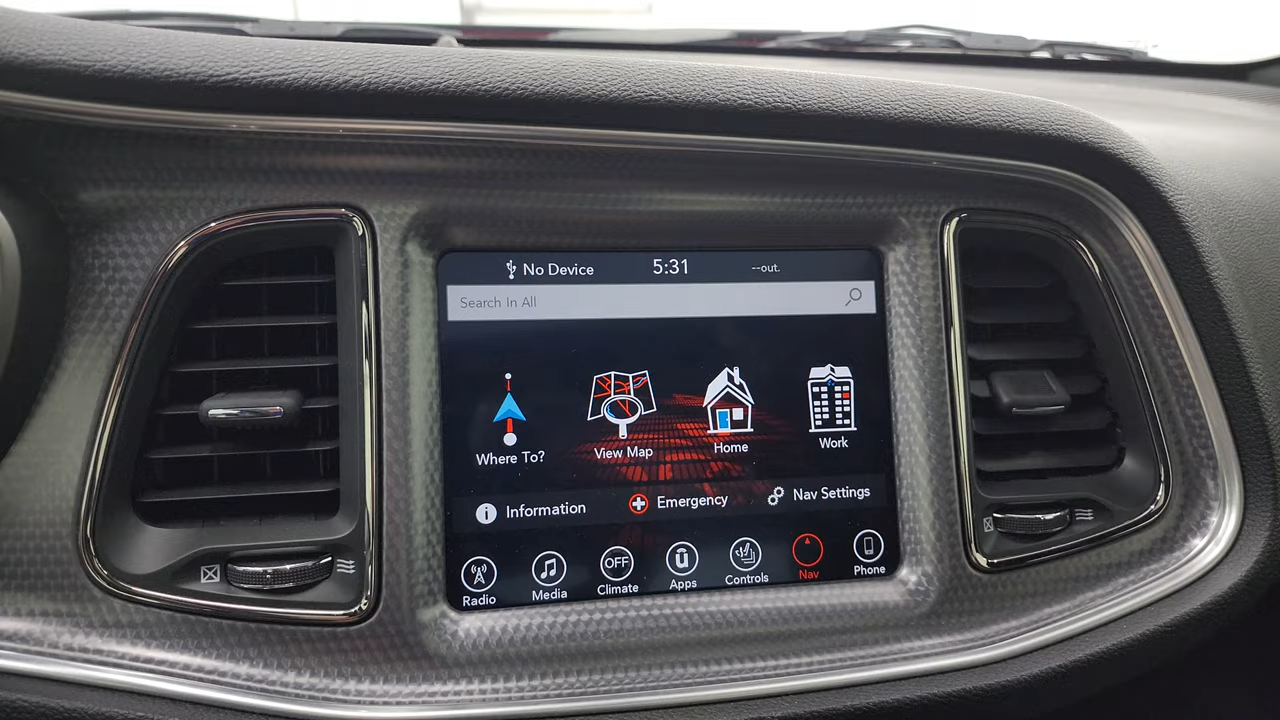 No Device 5:31 --out.
Search In All
Where To? View Map Home Work
Information Emergency Nav Settings
OFF
Radio Media Climate Apps Controls Nav Phone